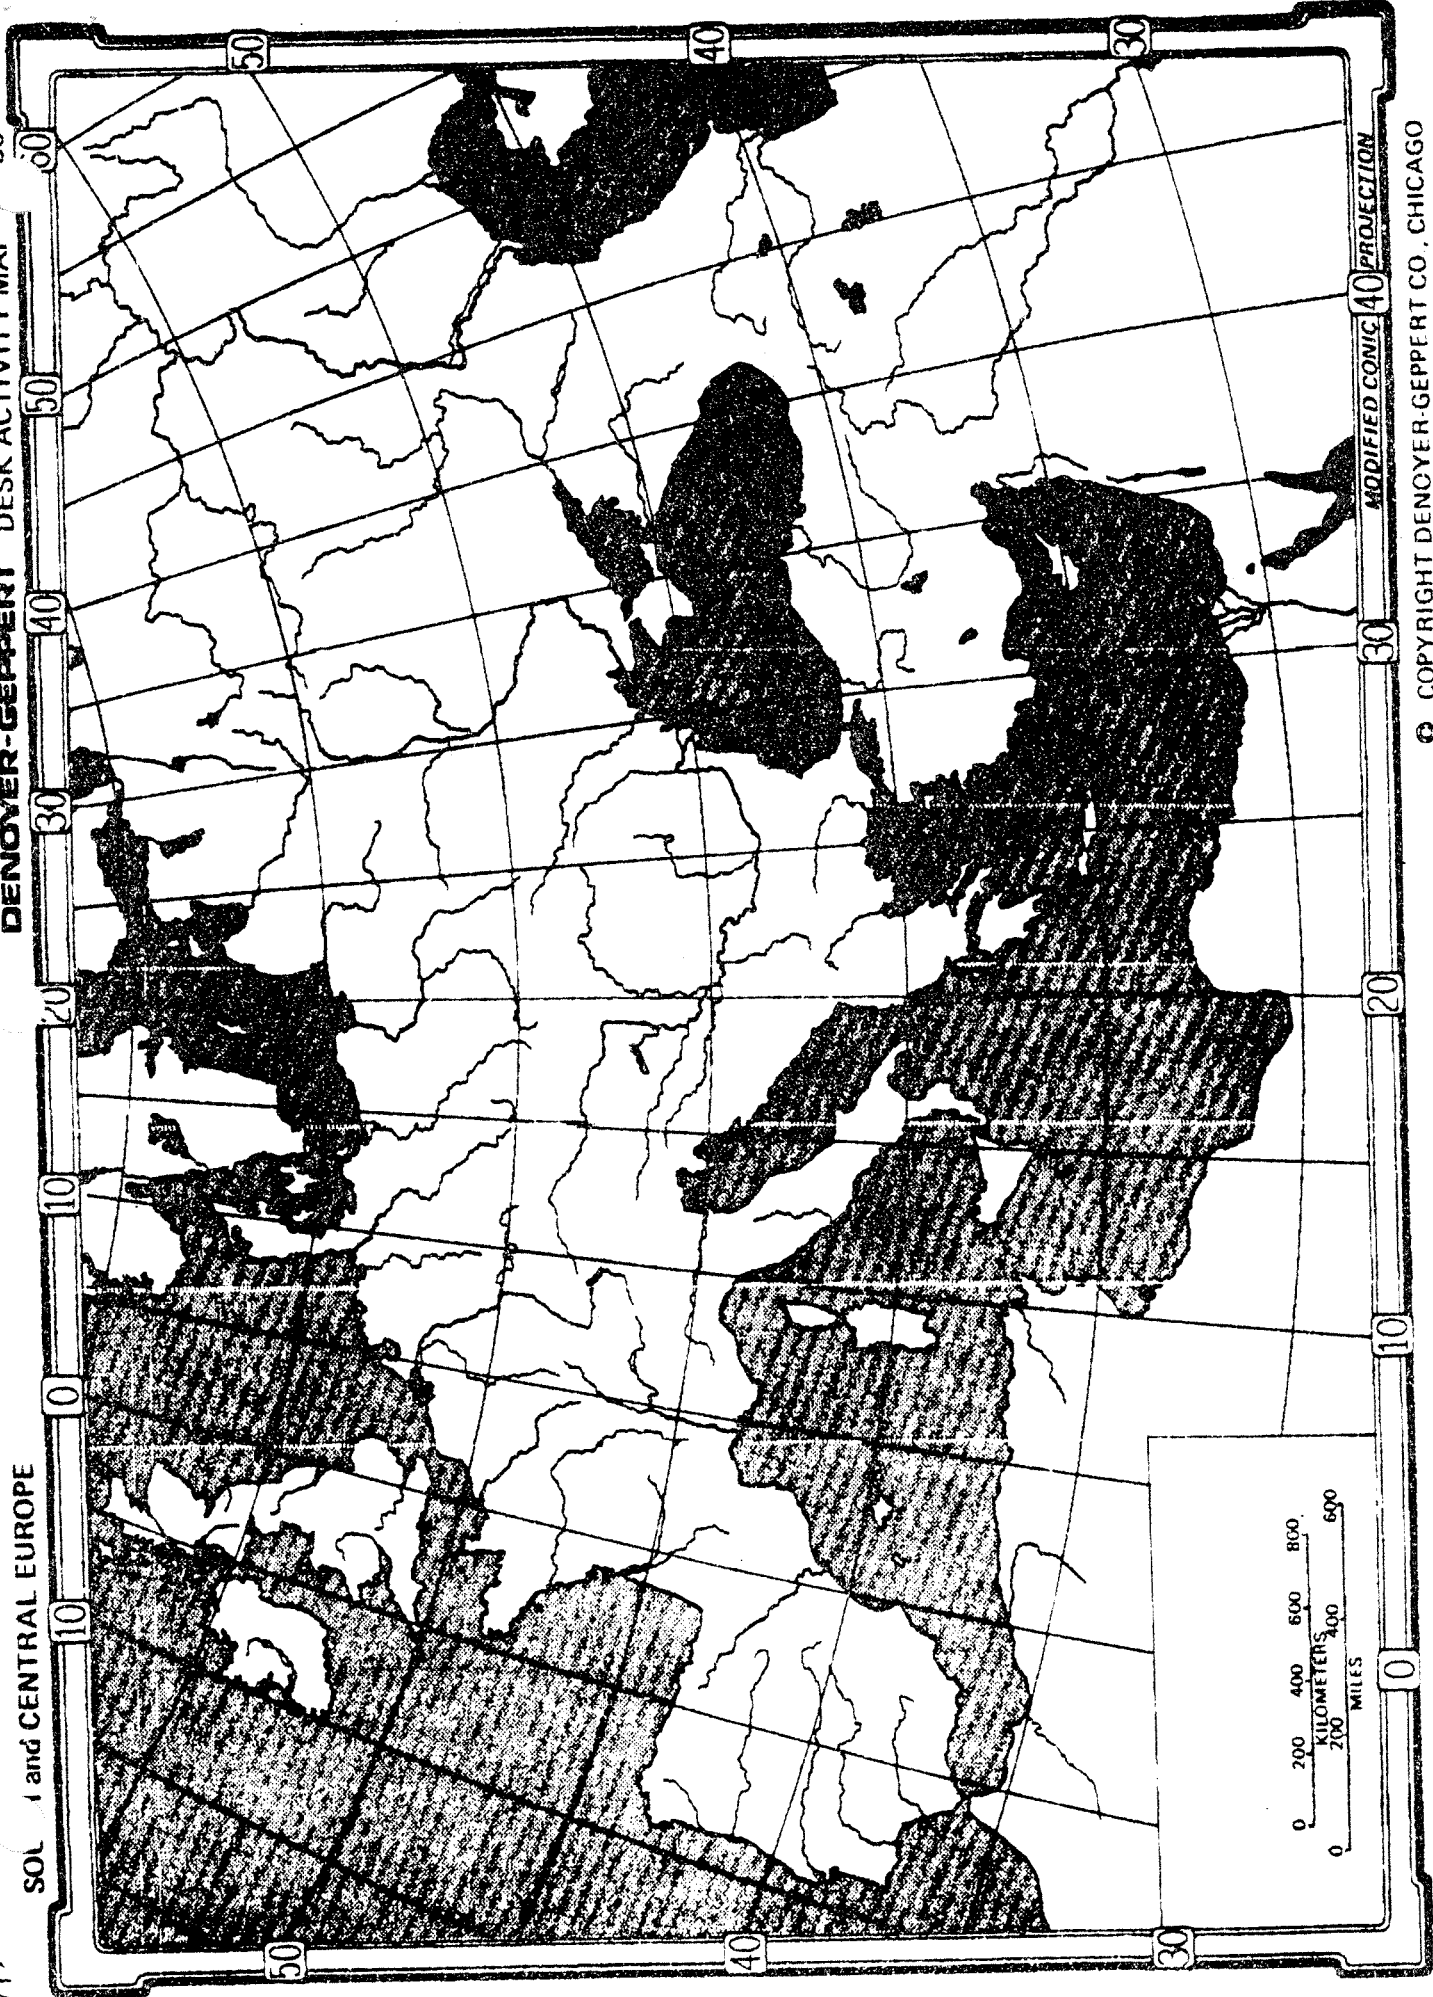 SOU and CENTRAL EUROPE
DENOYER-GEPPERT DESK ACTIVITY MAP
10
0
10
20
30
40
50
60
50
40
30
50
40
30
0
10
20
30
40
0 200 400 600 800
KILOMETERS
0 200 400 600
MILES
MODIFIED CONIC PROJECTION
© COPYRIGHT DENOYER-GEPPERT CO., CHICAGO